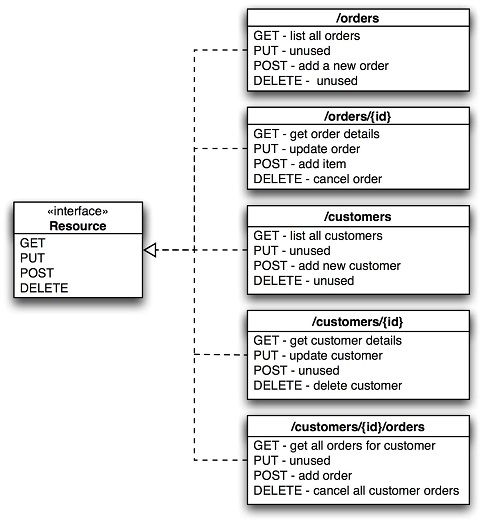 «interface»
Resource
GET
PUT
POST
DELETE
/orders
GET - list all orders
PUT - unused
POST - add a new order
DELETE -  unused
/orders/{id}
GET - get order details
PUT - update order
POST - add item
DELETE - cancel order
/customers
GET - list all customers
PUT - unused
POST - add new customer
DELETE - unused
/customers/{id}
GET - get customer details
PUT - update customer
POST - unused
DELETE - delete customer
/customers/{id}/orders
GET - get all orders for customer
PUT - unused
POST - add order
DELETE - cancel all customer orders